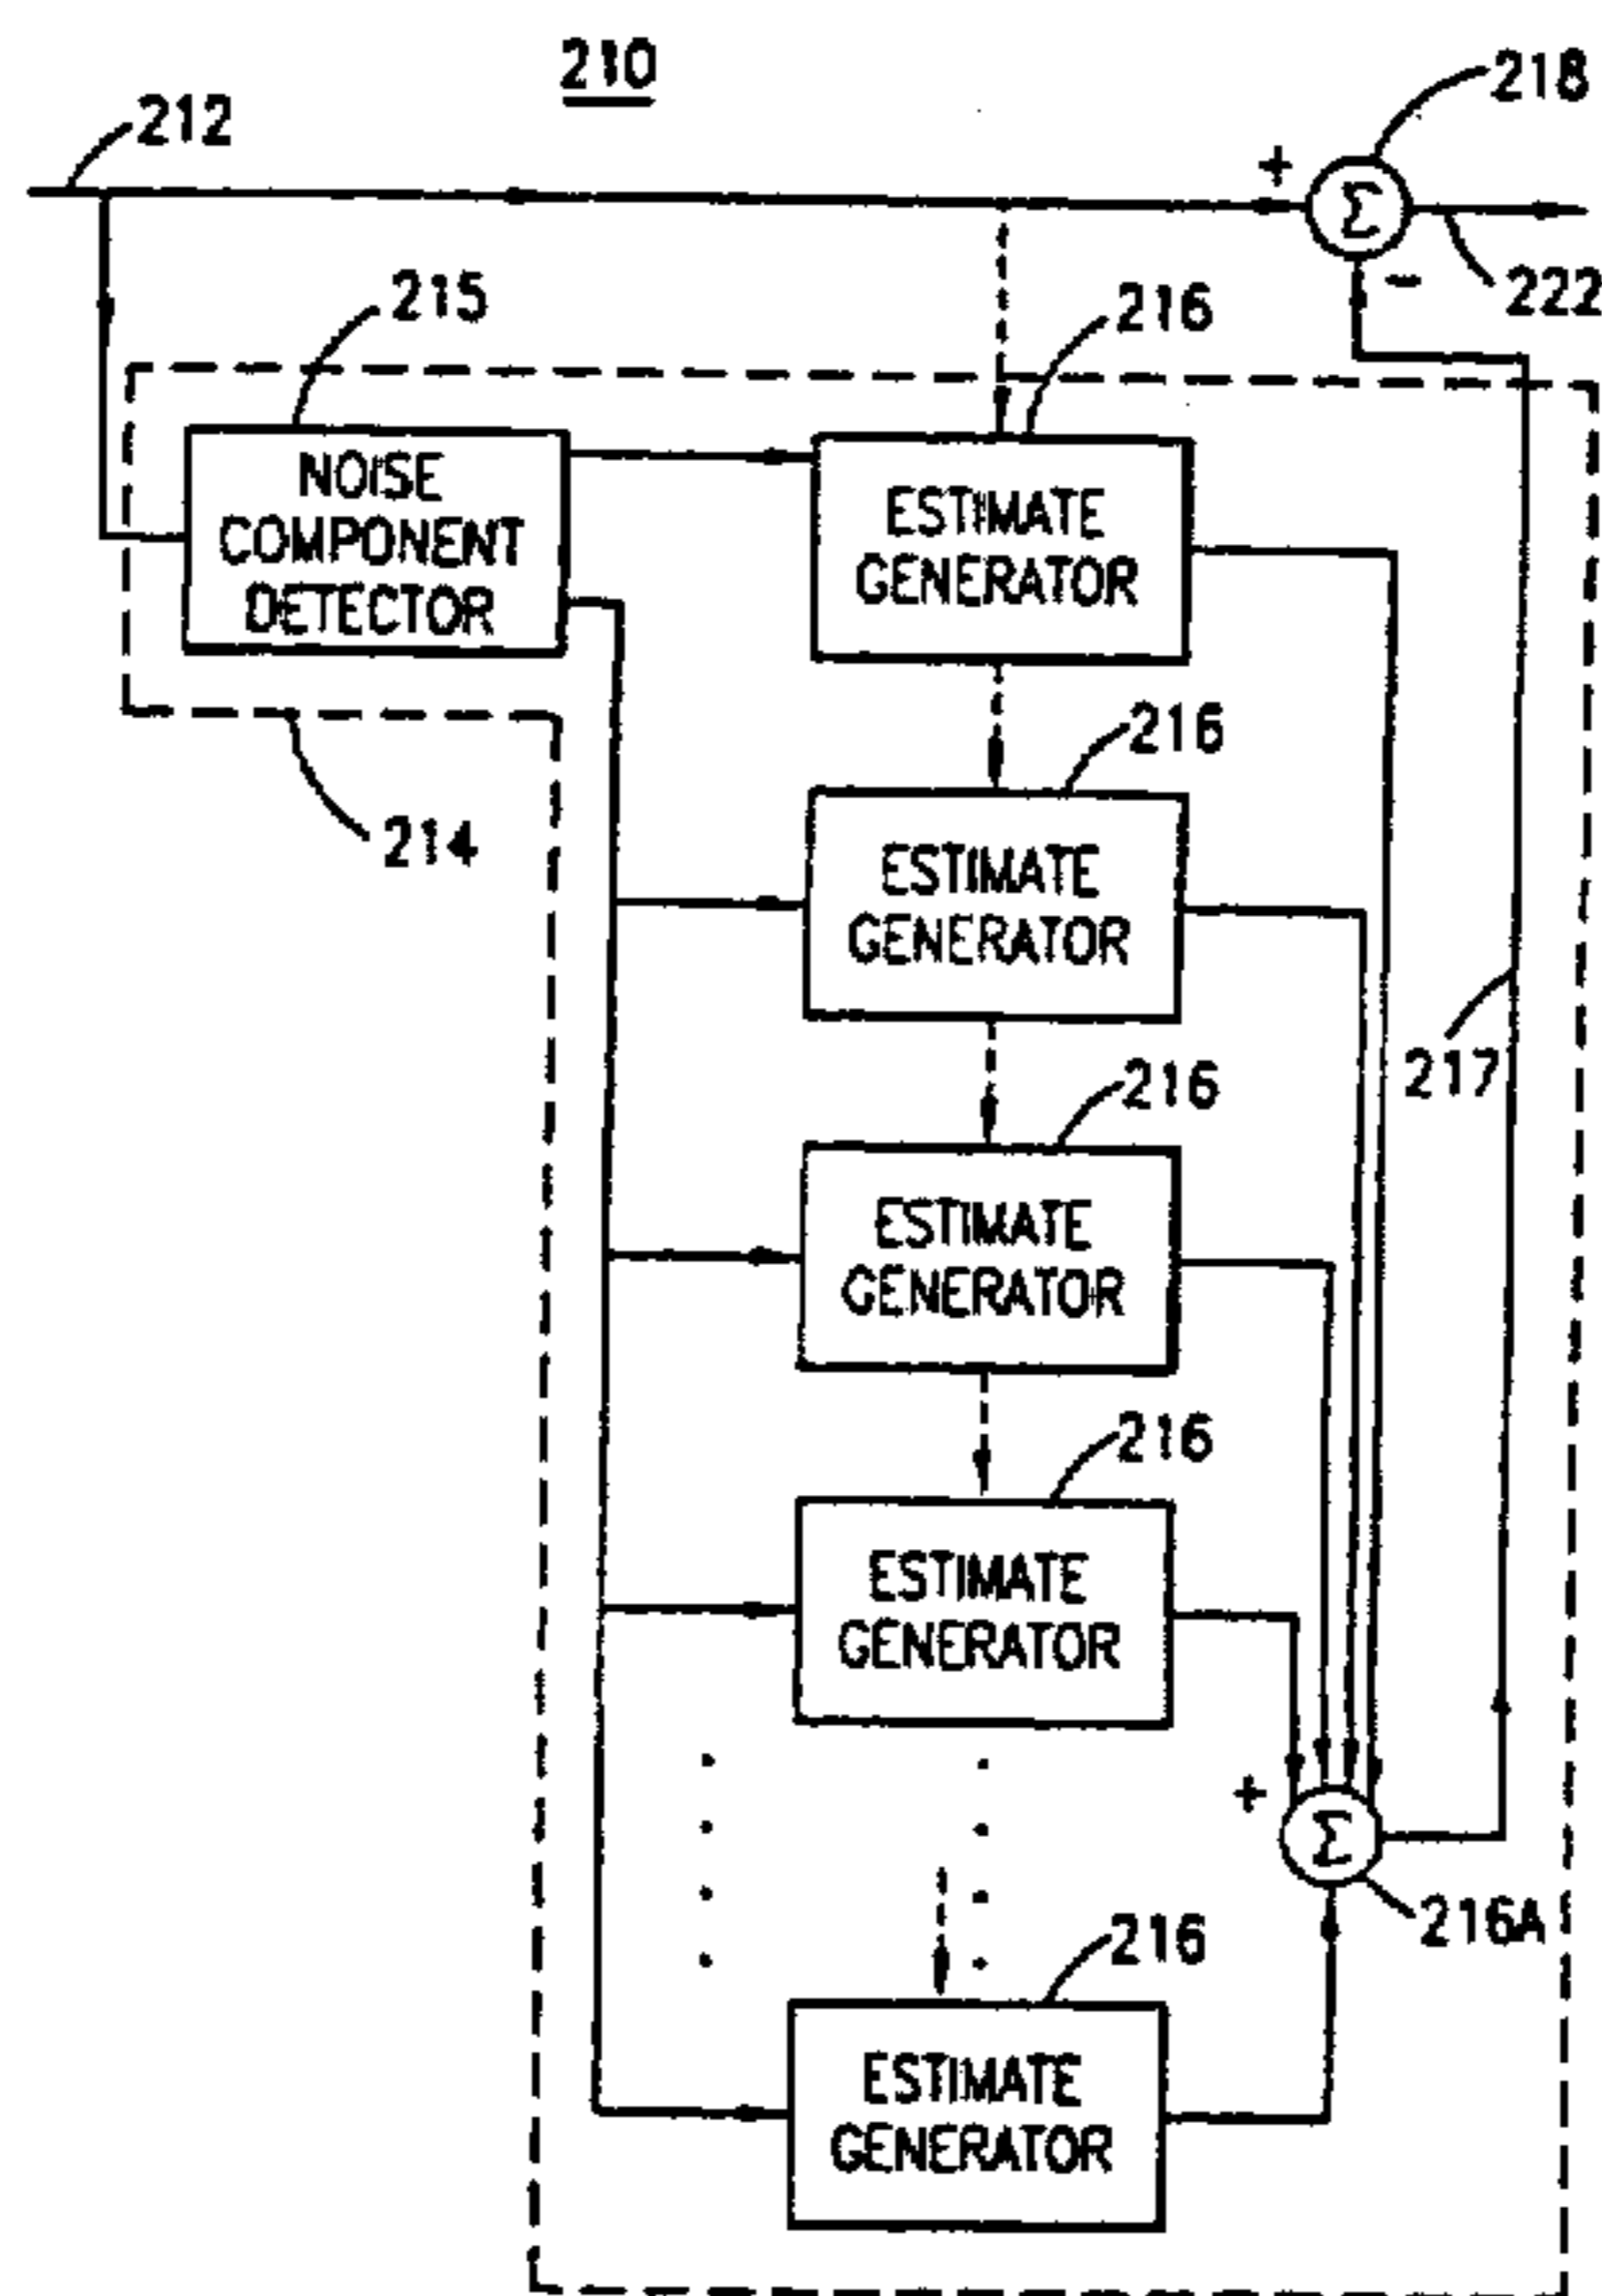 210
212
218
+
Σ
-
222
215
216
NOISE
COMPONENT
DETECTOR
ESTIMATE
GENERATOR
216
214
ESTIMATE
GENERATOR
217
216
ESTIMATE
GENERATOR
216
ESTIMATE
GENERATOR
+
Σ
216A
216
ESTIMATE
GENERATOR